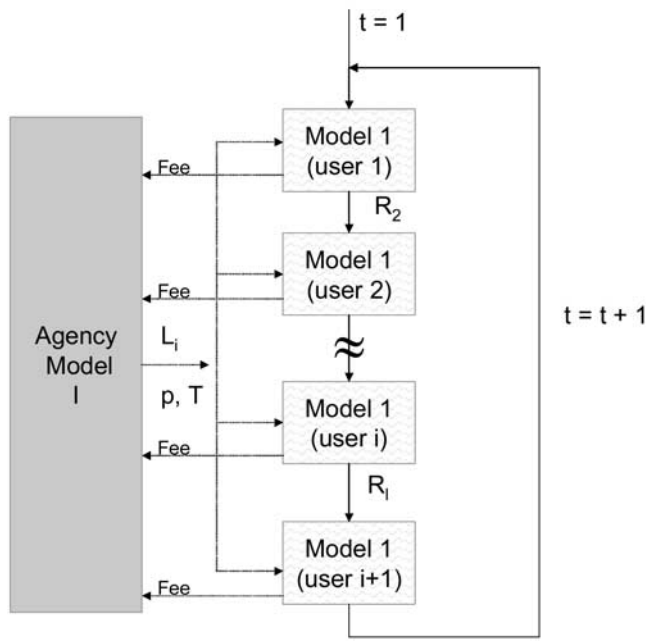 t = 1
Model 1
(user 1)
Fee
R2
Model 1
(user 2)
Fee
Agency
Model
I
Li
p, T
t = t + 1
Model 1
(user i)
Fee
RI
Model 1
(user i+1)
Fee